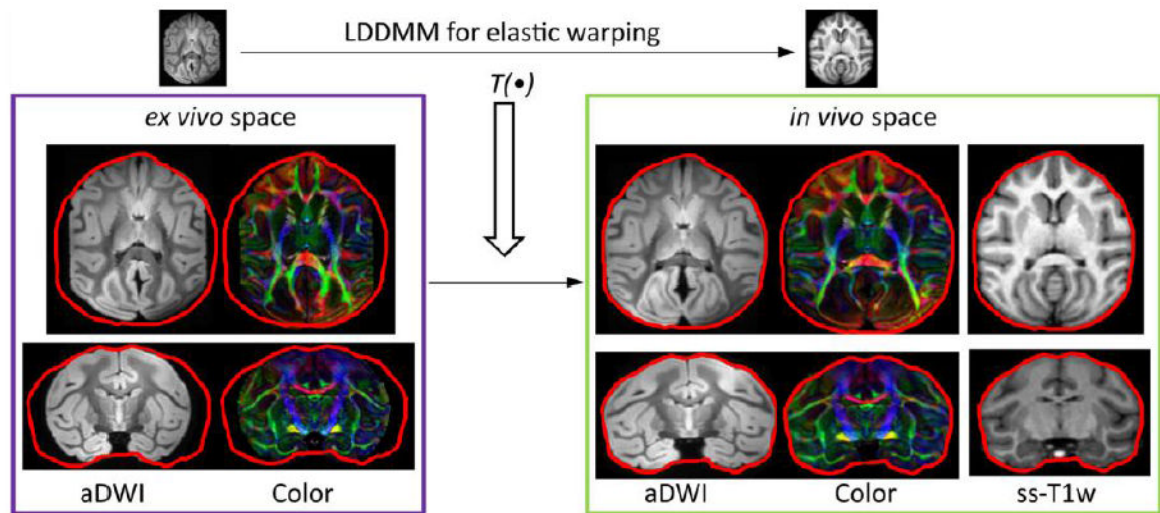 LDDMM for elastic warping
T(•)
ex vivo space
in vivo space
aDWI
Color
aDWI
Color
ss-T1w